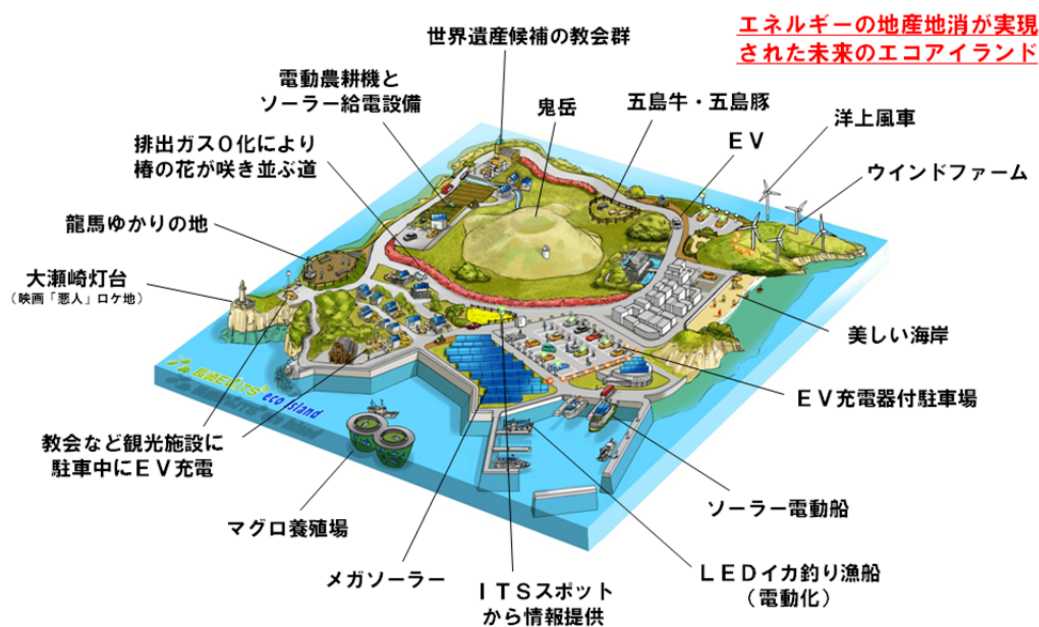 エネルギーの地産地消が実現
された未来のエコアイランド
世界遺産候補の教会群
電動農耕機と
ソーラー給電設備
鬼岳
五島牛・五島豚
洋上風車
ＥＶ
排出ガス０化により
椿の花が咲き並ぶ道
ウインドファーム
龍馬ゆかりの地
大瀬崎灯台
（映画「悪人」ロケ地）
美しい海岸
長崎EV&ITS
eco island
ＥＶ充電器付駐車場
教会など観光施設に
駐車中にＥＶ充電
ソーラー電動船
マグロ養殖場
メガソーラー
ＩＴＳスポット
から情報提供
ＬＥＤイカ釣り漁船
（電動化）